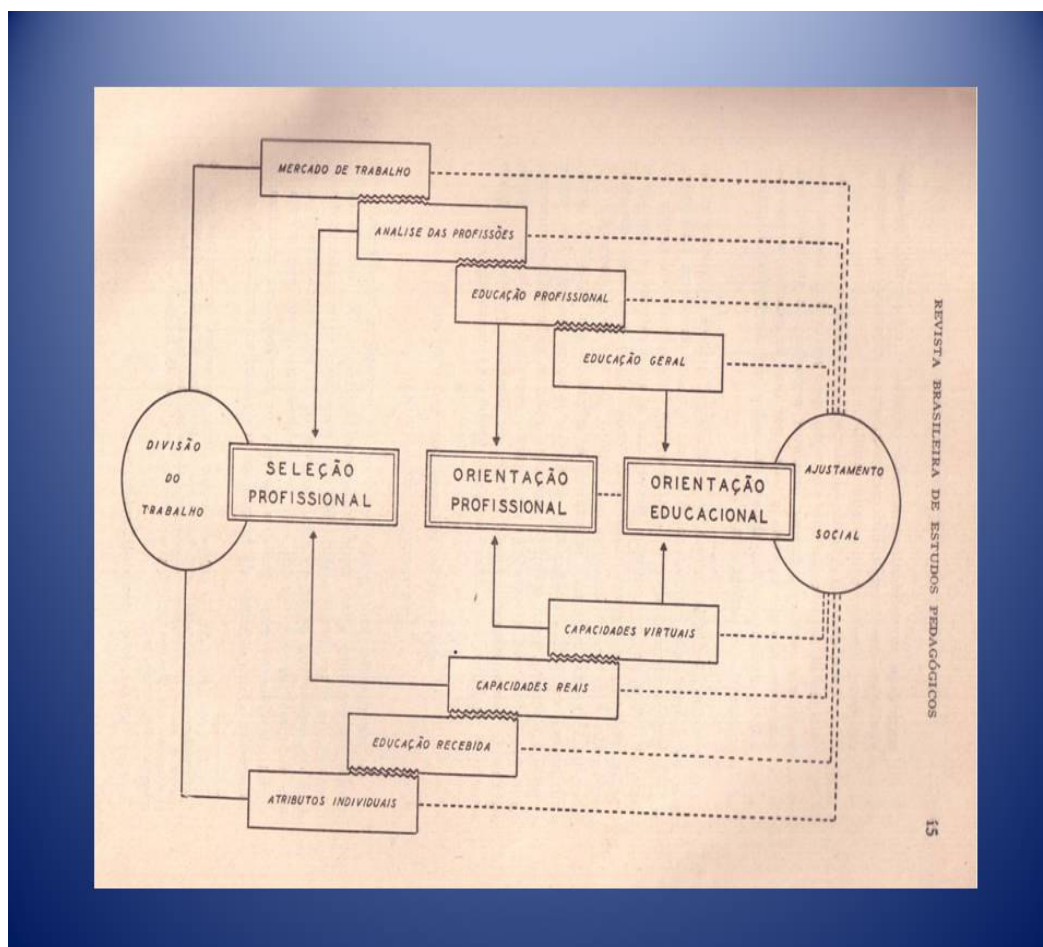 MERCADO DE TRABALHO
ANALISE DAS PROFISSÕES
EDUCAÇÃO PROFISSIONAL
EDUCAÇÃO GERAL
DIVISÃO
DO
TRABALHO
SELEÇÃO
PROFISSIONAL
ORIENTAÇÃO
PROFISSIONAL
ORIENTAÇÃO
EDUCACIONAL
AJUSTAMENTO
SOCIAL
CAPACIDADES VIRTUAIS
CAPACIDADES REAIS
EDUCAÇÃO RECEBIDA
ATRIBUTOS INDIVIDUAIS
REVISTA BRASILEIRA DE ESTUDOS PEDAGÓGICOS 15